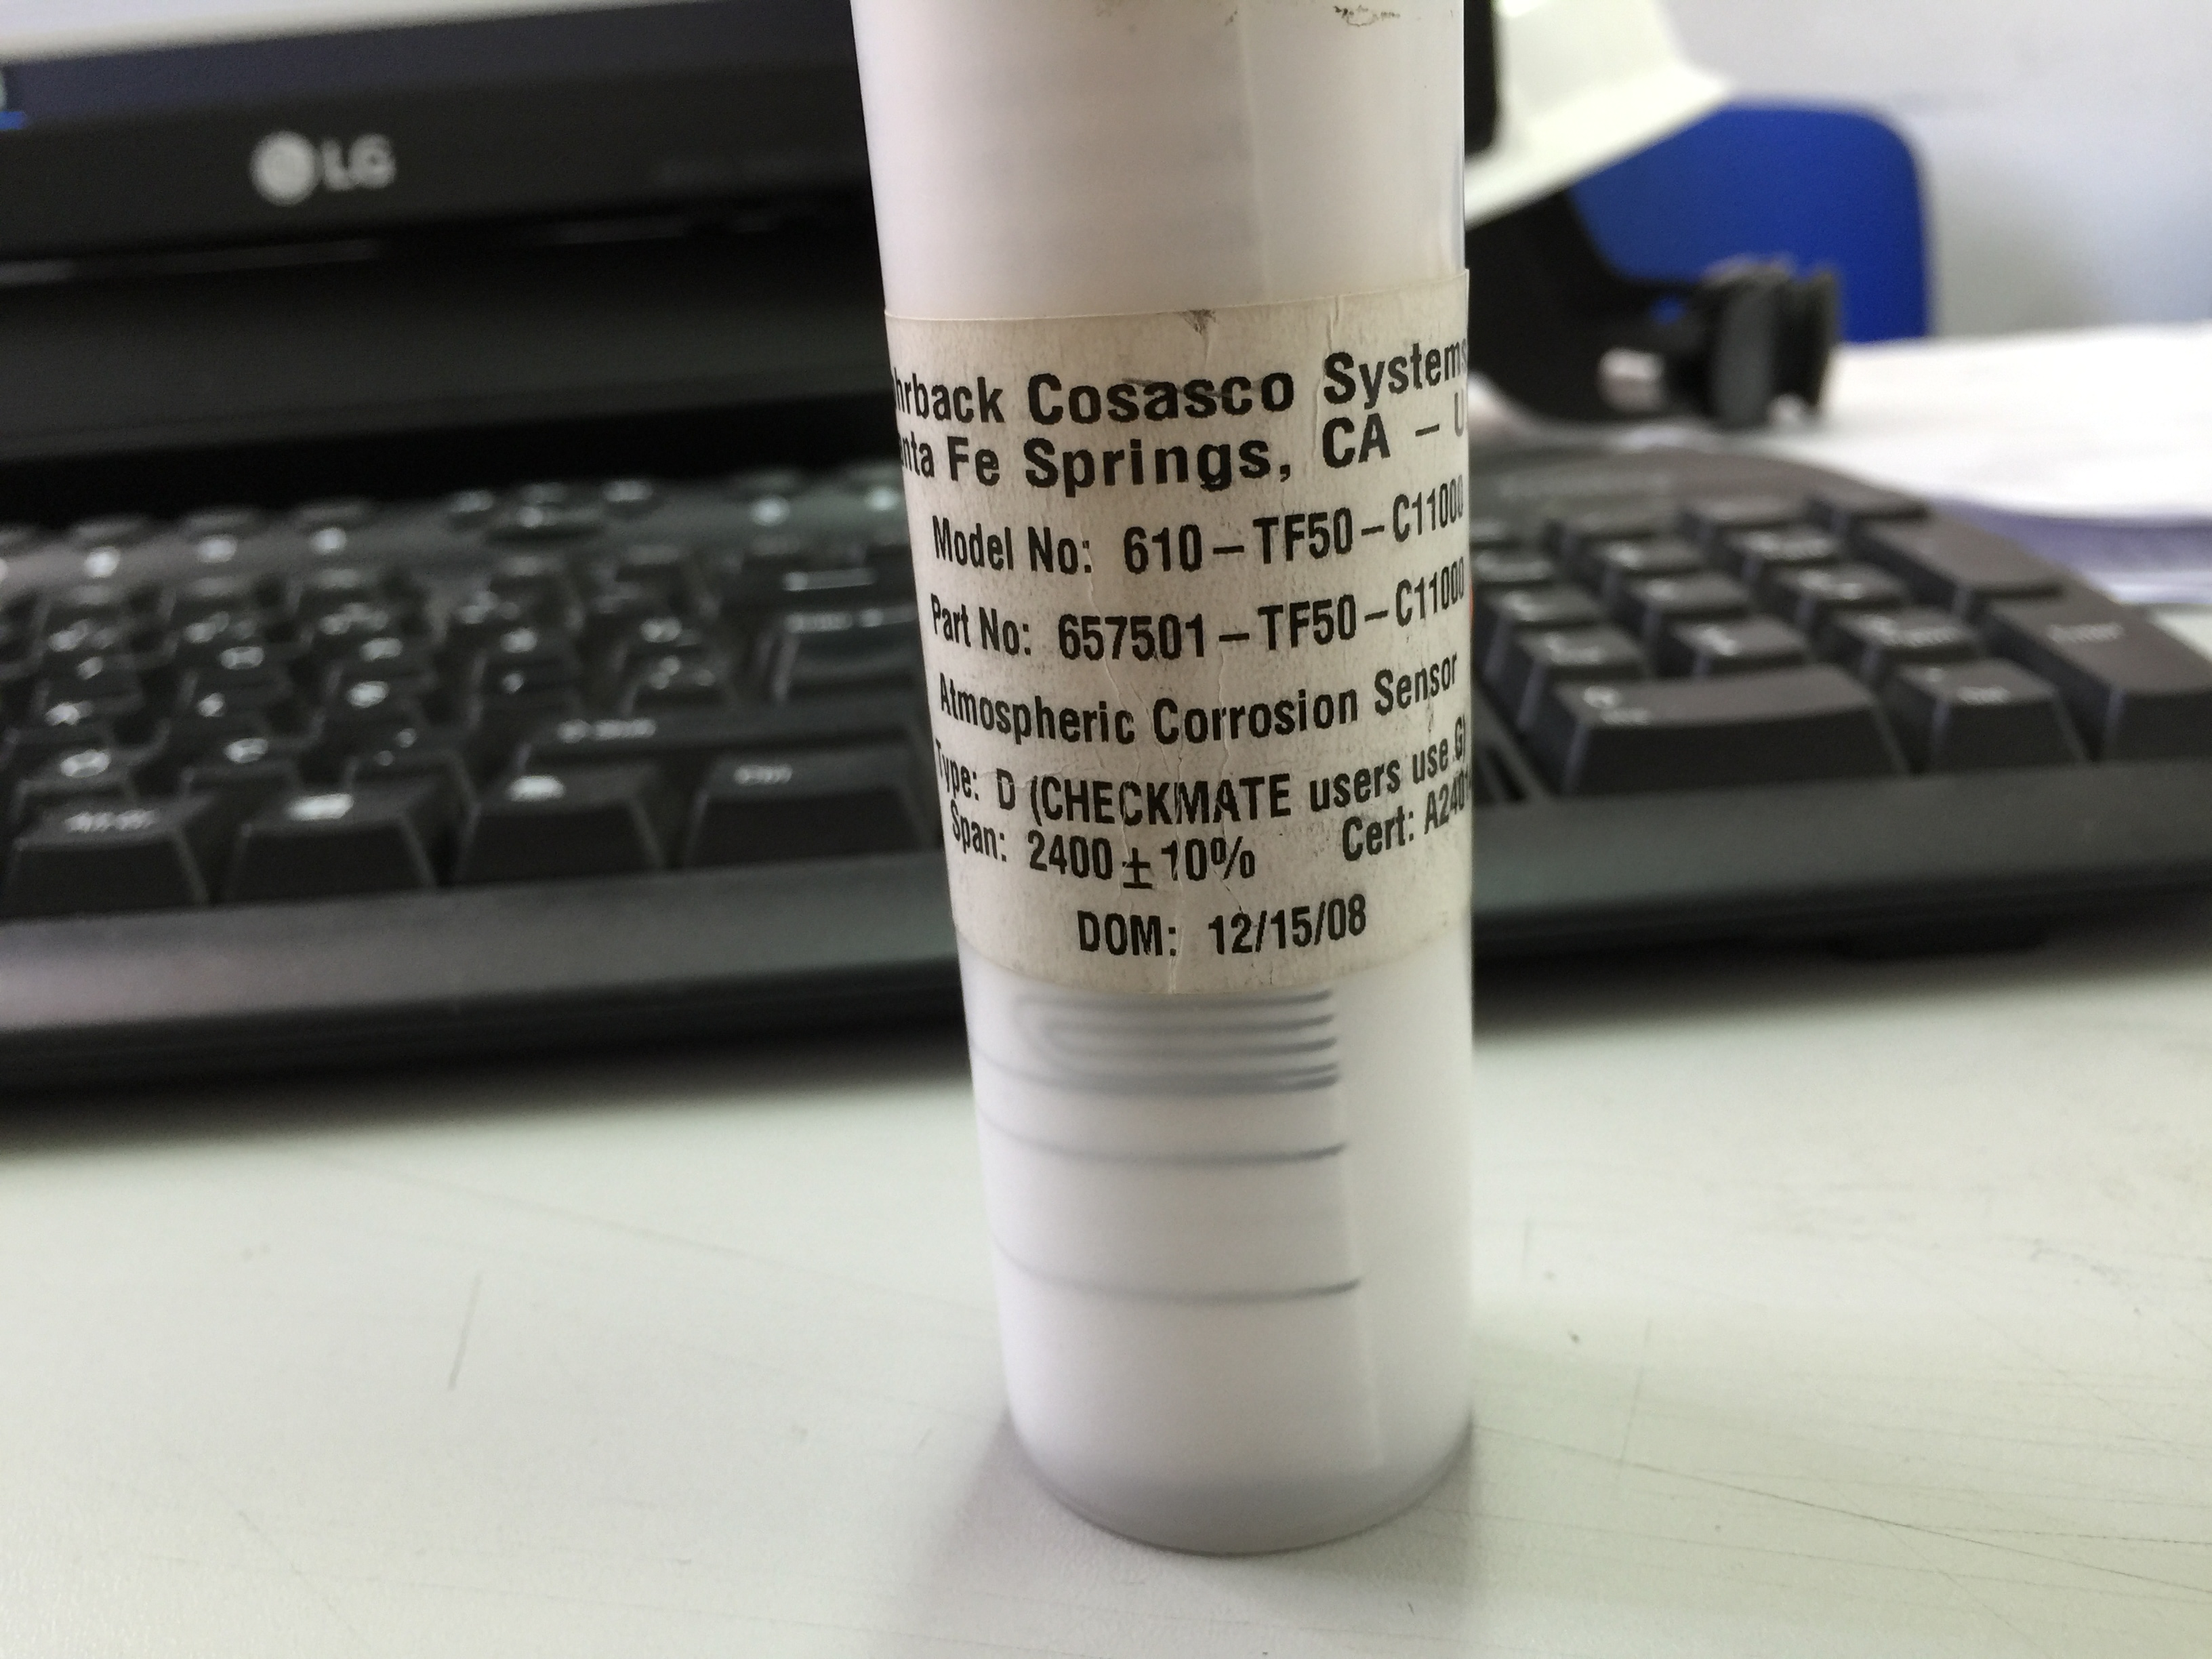 LG
hrback Cosasco Systems
nta Fe Springs, CA – U
Model No: 610–TF50–C11000
Part No: 657501–TF50–C11000
Atmospheric Corrosion Sensor
Type: D (CHECKMATE users use G)
Span: 2400 ± 10% Cert: A2401
DOM: 12/15/08